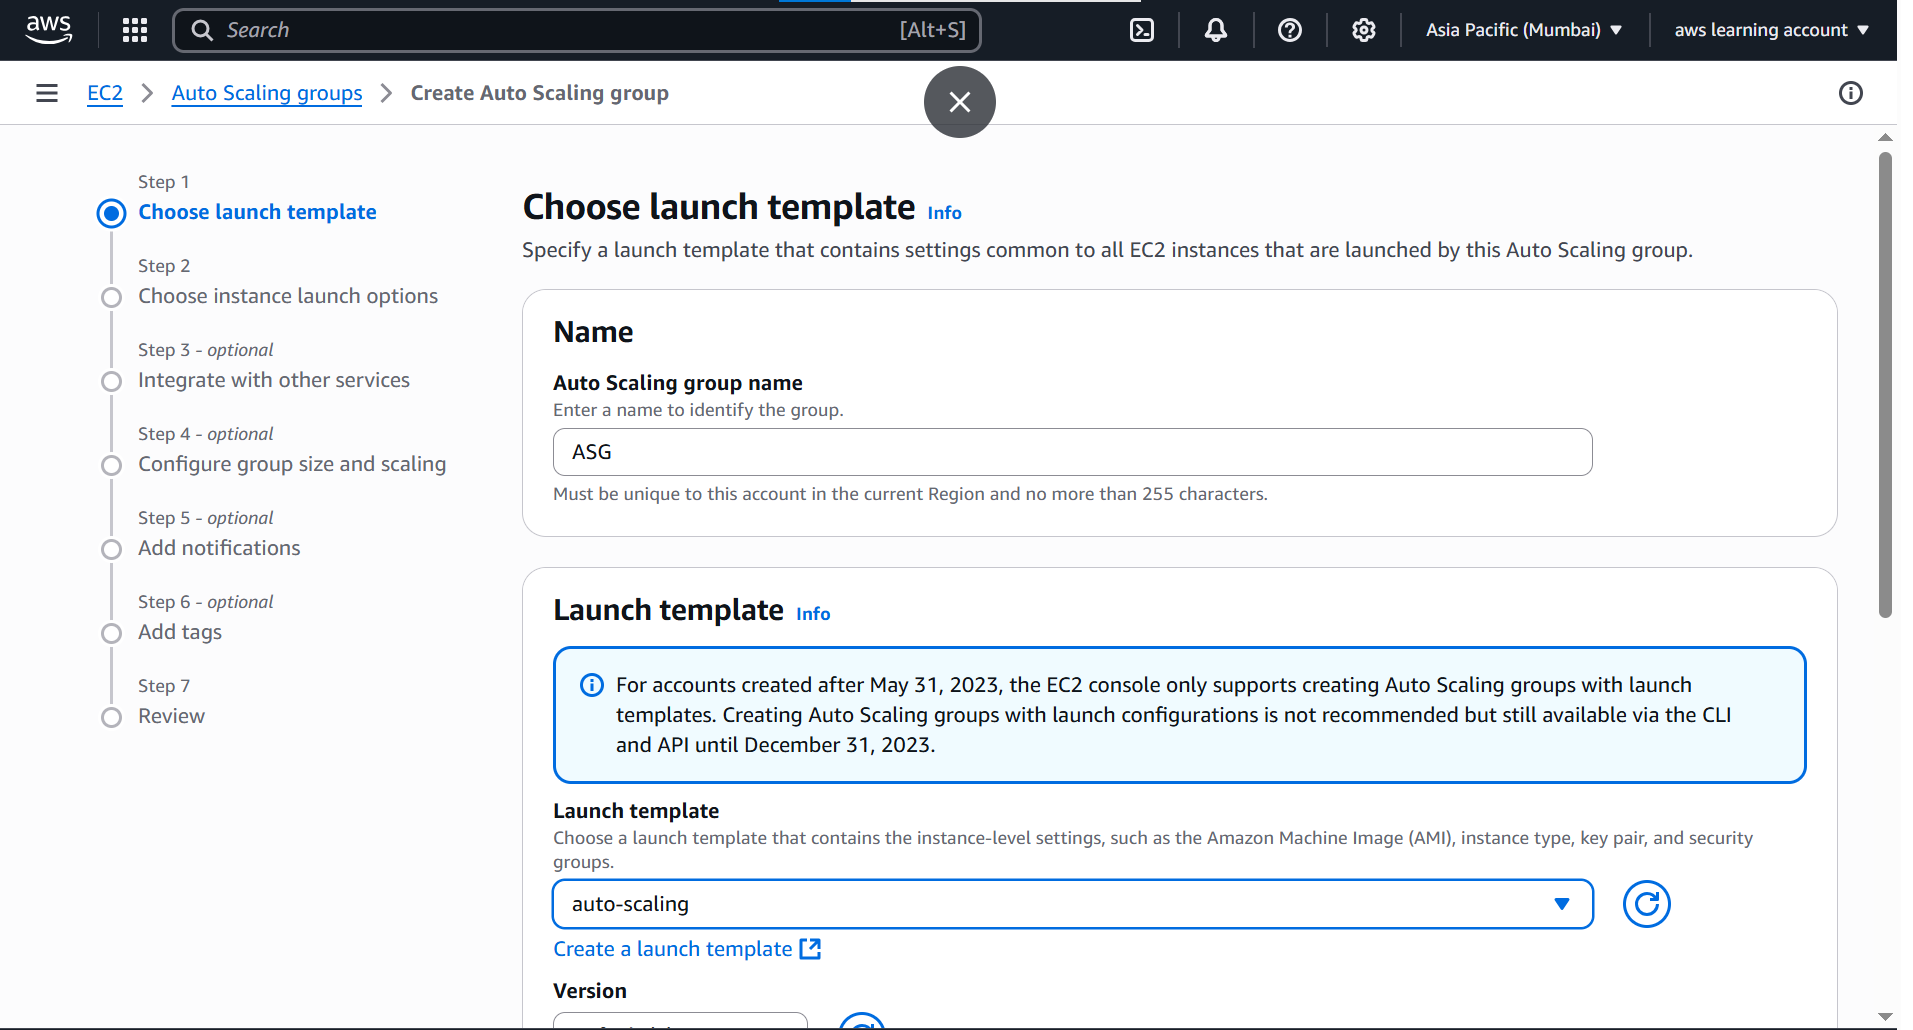 aws
Search [Alt+S]
Asia Pacific (Mumbai)
aws learning account
EC2
Auto Scaling groups
Create Auto Scaling group
Step 1
Choose launch template
Step 2
Choose instance launch options
Step 3 - optional
Integrate with other services
Step 4 - optional
Configure group size and scaling
Step 5 - optional
Add notifications
Step 6 - optional
Add tags
Step 7
Review
Choose launch template Info
Specify a launch template that contains settings common to all EC2 instances that are launched by this Auto Scaling group.
Name
Auto Scaling group name
Enter a name to identify the group.
ASG
Must be unique to this account in the current Region and no more than 255 characters.
Launch template Info
For accounts created after May 31, 2023, the EC2 console only supports creating Auto Scaling groups with launch
templates. Creating Auto Scaling groups with launch configurations is not recommended but still available via the CLI
and API until December 31, 2023.
Launch template
Choose a launch template that contains the instance-level settings, such as the Amazon Machine Image (AMI), instance type, key pair, and security
groups.
auto-scaling
Create a launch template
Version